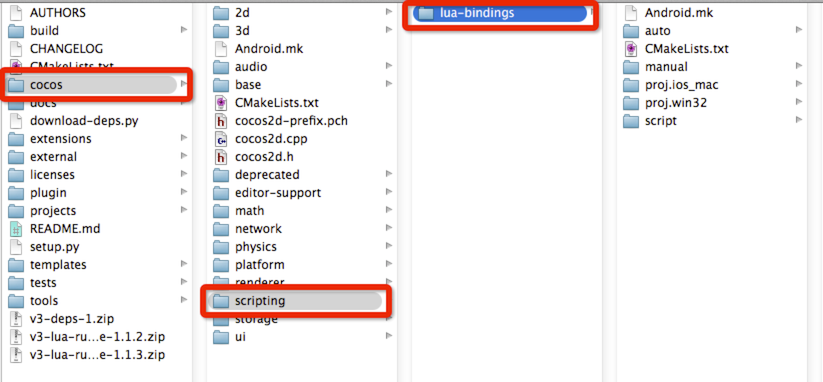 AUTHORS
build
CHANGELOG
CMakeLists.txt
cocos
docs
download-deps.py
extensions
external
licenses
plugin
projects
README.md
setup.py
templates
tests
tools
v3-deps-1.zip
v3-lua-ru...e-1.1.2.zip
v3-lua-ru...e-1.1.3.zip
2d
3d
Android.mk
audio
base
CMakeLists.txt
cocos2d-prefix.pch
cocos2d.cpp
cocos2d.h
deprecated
editor-support
math
network
physics
platform
renderer
scripting
storage
ui
lua-bindings
Android.mk
auto
CMakeLists.txt
manual
proj.ios_mac
proj.win32
script